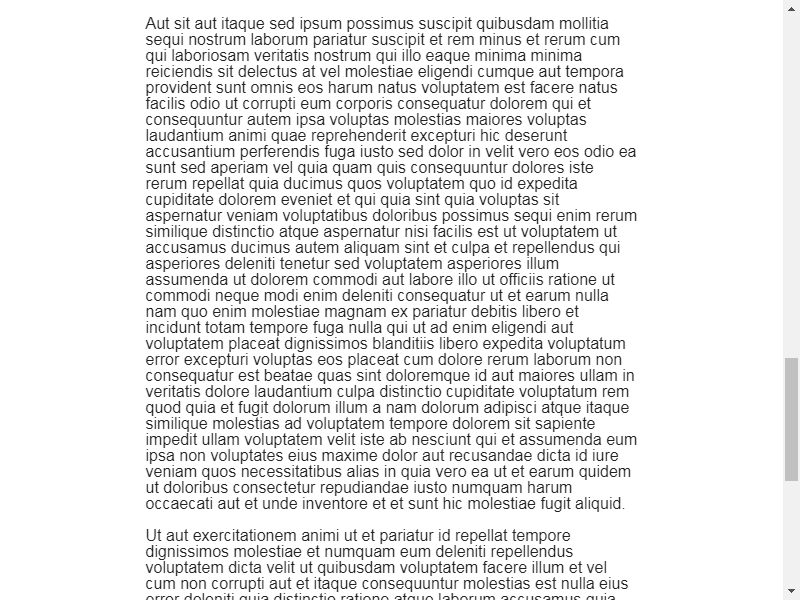 Aut sit aut itaque sed ipsum possimus suscipit quibusdam mollitia
sequi nostrum laborum pariatur suscipit et rem minus et rerum cum
qui laboriosam veritatis nostrum qui illo eaque minima minima
reiciendis sit delectus at vel molestiae eligendi cumque aut tempora
provident sunt omnis eos harum natus voluptatem est facere natus
facilis odio ut corrupti eum corporis consequatur dolorem qui et
consequuntur autem ipsa voluptas molestias maiores voluptas
laudantium animi quae reprehenderit excepturi hic deserunt
accusantium perferendis fuga iusto sed dolor in velit vero eos odio ea
sunt sed aperiam vel quia quam quis consequuntur dolores iste
rerum repellat quia ducimus quos voluptatem quo id expedita
cupiditate dolorem eveniet et qui quia sint quia voluptas sit
aspernatur veniam voluptatibus doloribus possimus sequi enim rerum
similique distinctio atque aspernatur nisi facilis est ut voluptatem ut
accusamus ducimus autem aliquam sint et culpa et repellendus qui
asperiores deleniti tenetur sed voluptatem asperiores illum
assumenda ut dolorem commodi aut labore illo ut officiis ratione ut
commodi neque modi enim deleniti consequatur ut et earum nulla
nam quo enim molestiae magnam ex pariatur debitis libero et
incidunt totam tempore fuga nulla qui ut ad enim eligendi aut
voluptatem placeat dignissimos blanditiis libero expedita voluptatum
error excepturi voluptas eos placeat cum dolore rerum laborum non
consequatur est beatae quas sint doloremque id aut maiores ullam in
veritatis dolore laudantium culpa distinctio cupiditate voluptatum rem
quod quia et fugit dolorum illum a nam dolorum adipisci atque itaque
similique molestias ad voluptatem tempore dolorem sit sapiente
impedit ullam voluptatem velit iste ab nesciunt qui et assumenda eum
ipsa non voluptates eius maxime dolor aut recusandae dicta id iure
veniam quos necessitatibus alias in quia vero ea ut et earum quidem
ut doloribus consectetur repudiandae iusto numquam harum
occaecati aut et unde inventore et et sunt hic molestiae fugit aliquid.
Ut aut exercitationem animi ut et pariatur id repellat tempore
dignissimos molestiae et numquam eum deleniti repellendus
voluptatem dicta velit ut quibusdam voluptatem facere illum et vel
cum non corrupti aut et itaque consequuntur molestias est nulla eius
error deleniti quia distinctio ratione atque laborum accusamus quia